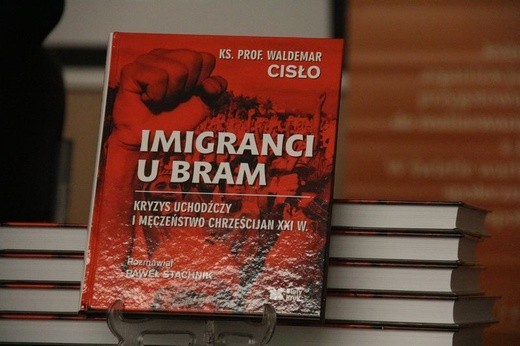 KS. PROF. WALDEMAR
CISŁO
IMIGRANCI
U BRAM
KRYZYS UCHODŹCZY
I MĘCZEŃSTWO CHRZEŚCIJAN XXI W.
Rozmawiał
PAWEŁ STACHNIK